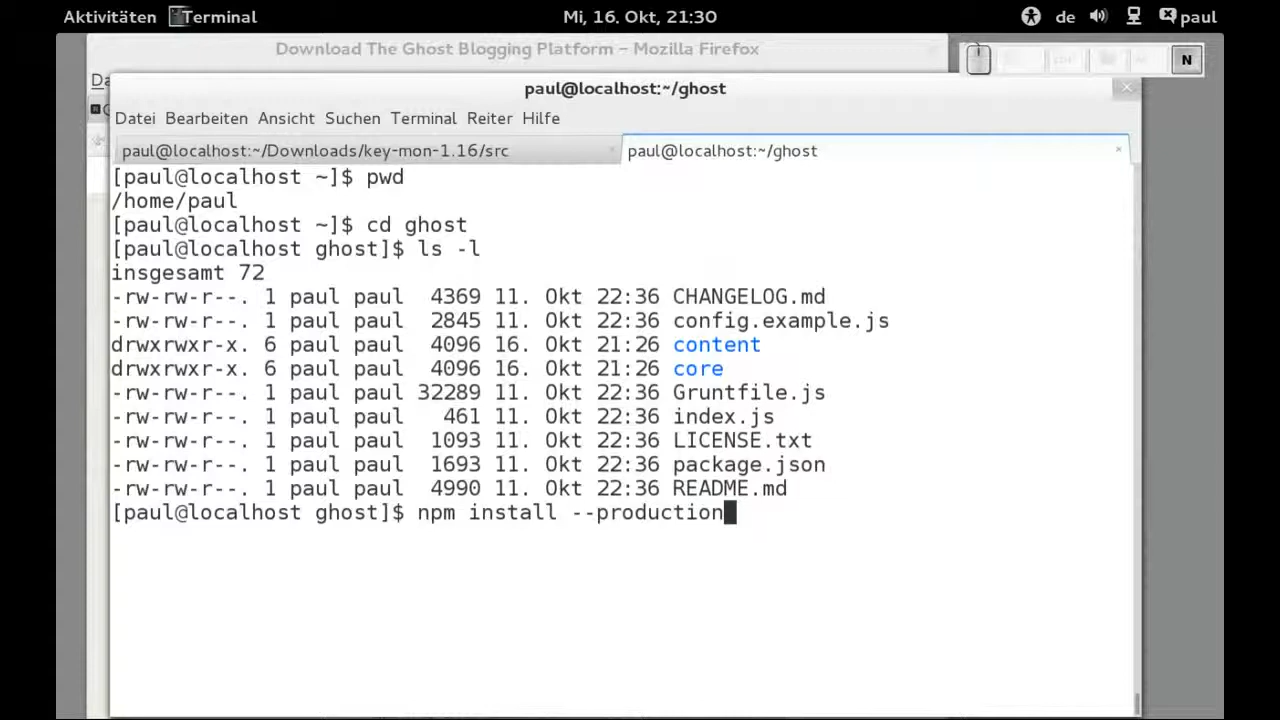 Aktivitäten Terminal Mi, 16. Okt, 21:30 de paul
Download The Ghost Blogging Platform – Mozilla Firefox
Da
N
paul@localhost:~/ghost
Datei Bearbeiten Ansicht Suchen Terminal Reiter Hilfe
paul@localhost:~/Downloads/key-mon-1.16/src paul@localhost:~/ghost
[paul@localhost ~]$ pwd
/home/paul
[paul@localhost ~]$ cd ghost
[paul@localhost ghost]$ ls -l
insgesamt 72
-rw-rw-r--. 1 paul paul  4369 11. Okt 22:36 CHANGELOG.md
-rw-rw-r--. 1 paul paul  2845 11. Okt 22:36 config.example.js
drwxrwxr-x. 6 paul paul  4096 16. Okt 21:26 content
drwxrwxr-x. 6 paul paul  4096 16. Okt 21:26 core
-rw-rw-r--. 1 paul paul 32289 11. Okt 22:36 Gruntfile.js
-rw-rw-r--. 1 paul paul   461 11. Okt 22:36 index.js
-rw-rw-r--. 1 paul paul  1093 11. Okt 22:36 LICENSE.txt
-rw-rw-r--. 1 paul paul  1693 11. Okt 22:36 package.json
-rw-rw-r--. 1 paul paul  4990 11. Okt 22:36 README.md
[paul@localhost ghost]$ npm install --production